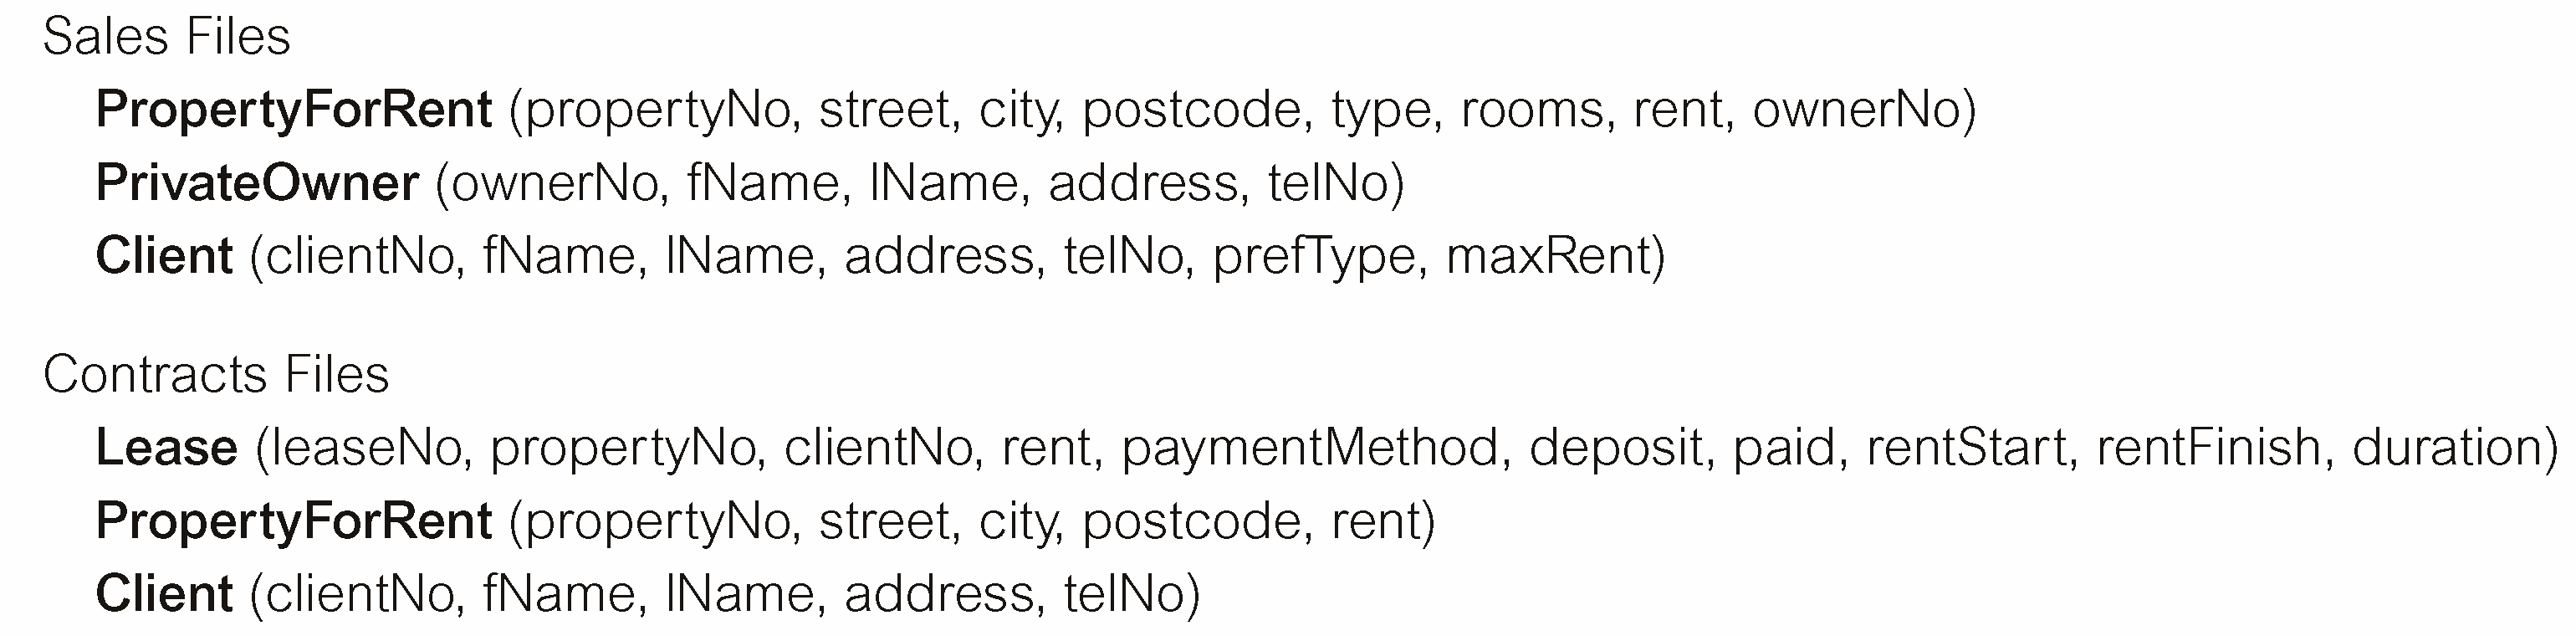 Sales Files
PropertyForRent (propertyNo, street, city, postcode, type, rooms, rent, ownerNo)
PrivateOwner (ownerNo, fName, lName, address, telNo)
Client (clientNo, fName, lName, address, telNo, prefType, maxRent)
Contracts Files
Lease (leaseNo, propertyNo, clientNo, rent, paymentMethod, deposit, paid, rentStart, rentFinish, duration)
PropertyForRent (propertyNo, street, city, postcode, rent)
Client (clientNo, fName, lName, address, telNo)